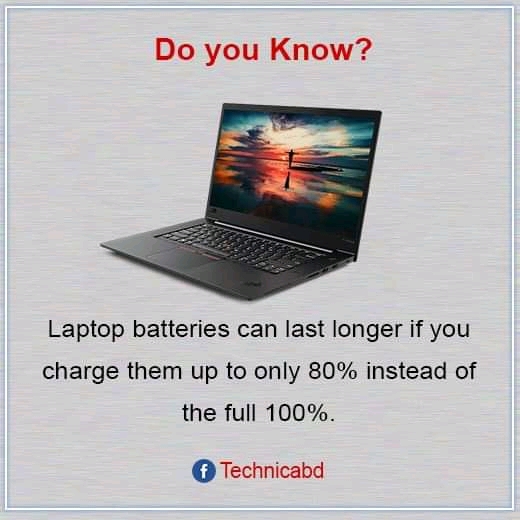 Do you Know?
Laptop batteries can last longer if you
charge them up to only 80% instead of
the full 100%.
Technicabd